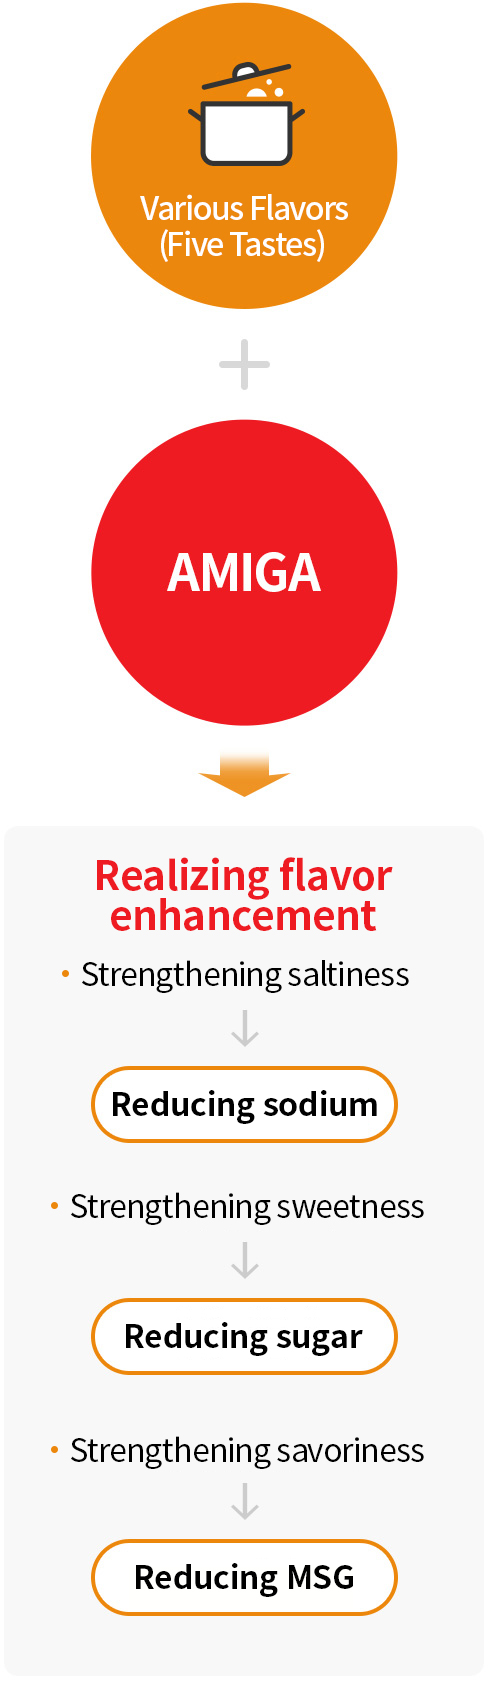 Various Flavors
(Five Tastes)
AMIGA
Realizing flavor
enhancement
• Strengthening saltiness
Reducing sodium
• Strengthening sweetness
Reducing sugar
• Strengthening savoriness
Reducing MSG